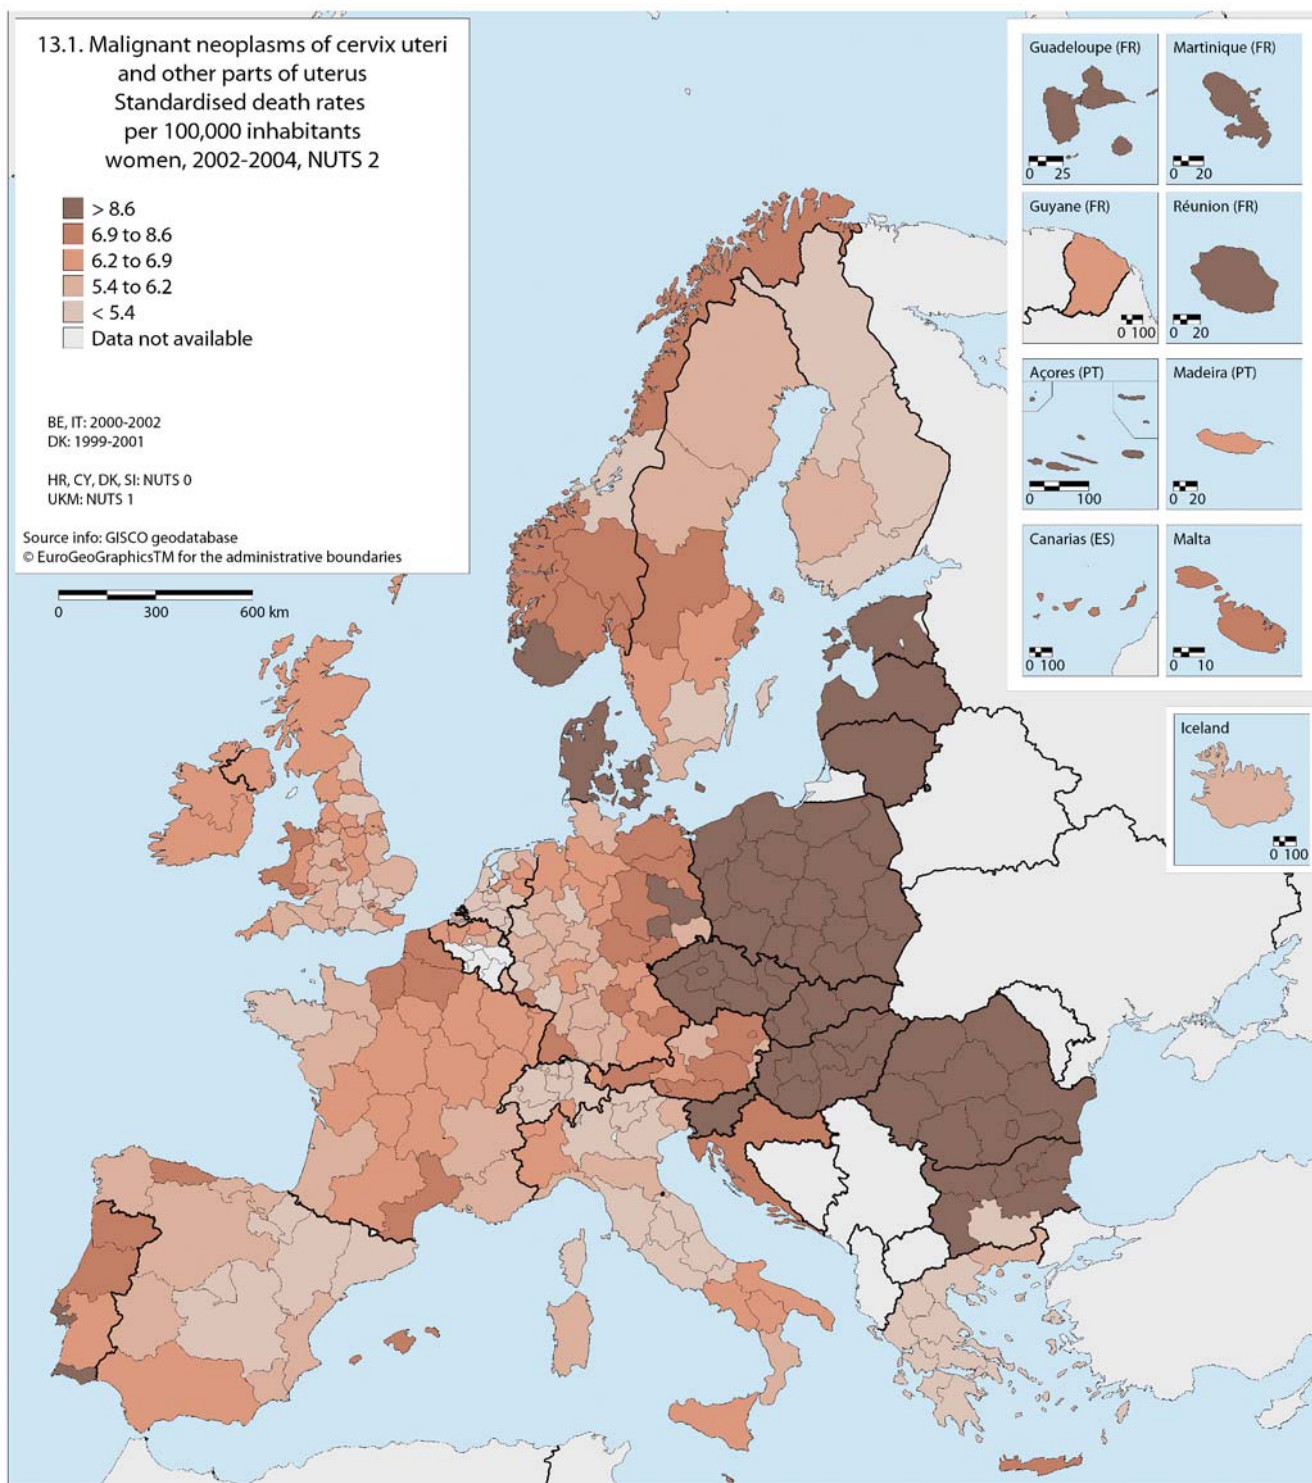 13.1. Malignant neoplasms of cervix uteri
and other parts of uterus
Standardised death rates
per 100,000 inhabitants
women, 2002-2004, NUTS 2
> 8.6
6.9 to 8.6
6.2 to 6.9
5.4 to 6.2
< 5.4
Data not available
BE, IT: 2000-2002
DK: 1999-2001
HR, CY, DK, SI: NUTS 0
UKM: NUTS 1
Source info: GISCO geodatabase
© EuroGeoGraphicsTM for the administrative boundaries
0 300 600 km
Guadeloupe (FR)
0 25
Martinique (FR)
0 20
Guyane (FR)
0 100
Réunion (FR)
0 20
Açores (PT)
0 100
Madeira (PT)
0 20
Canarias (ES)
0 100
Malta
0 10
Iceland
0 100